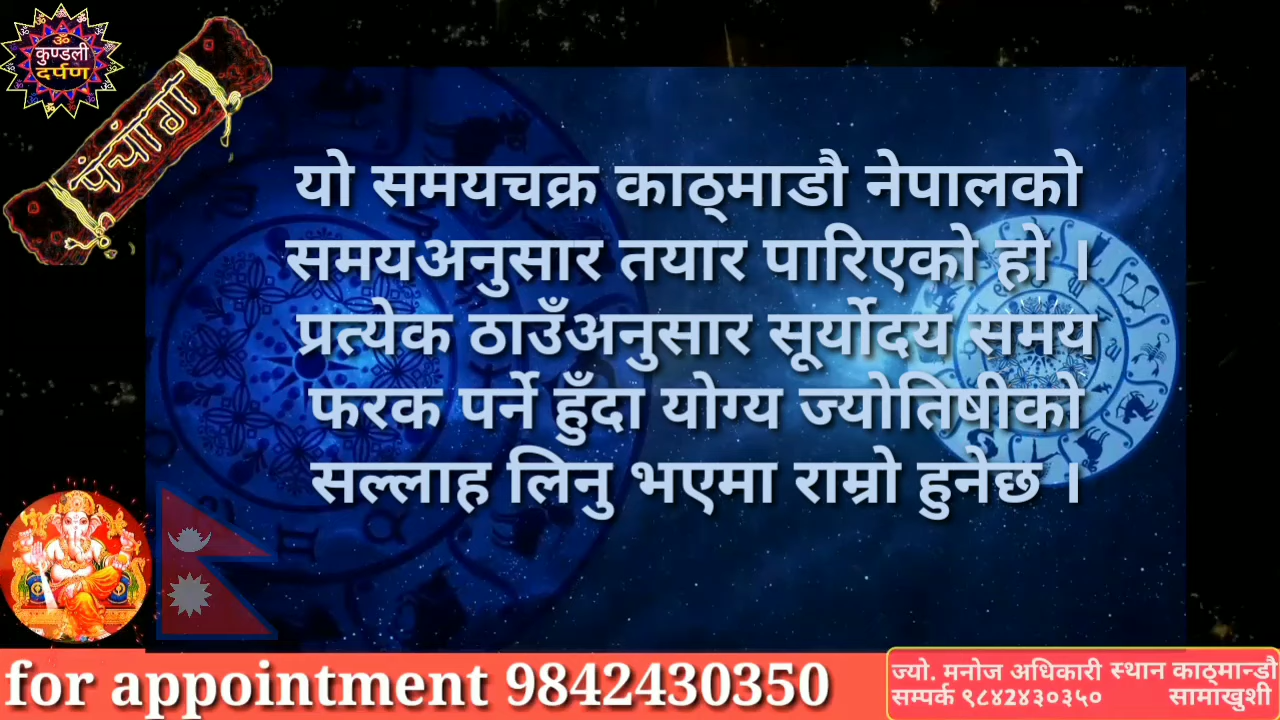 ॐ
कुण्डली
दर्पण
पंचांग
यो समयचक्र काठ्माडौ नेपालको
समयअनुसार तयार पारिएको हो ।
प्रत्येक ठाउँअनुसार सूर्योदय समय
फरक पर्ने हुँदा योग्य ज्योतिषीको
सल्लाह लिनु भएमा राम्रो हुनेछ ।
for appointment 9842430350
ज्यो. मनोज अधिकारी स्थान काठ्मान्डौ
सम्पर्क ९८४२४३०३५० सामाखुशी